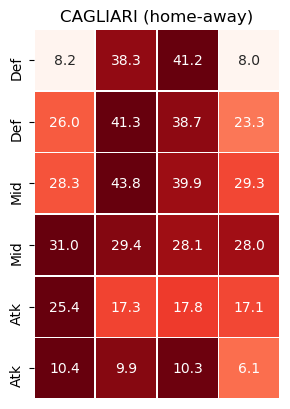 CAGLIARI (home-away)
Def 8.2 38.3 41.2 8.0
Def 26.0 41.3 38.7 23.3
Mid 28.3 43.8 39.9 29.3
Mid 31.0 29.4 28.1 28.0
Atk 25.4 17.3 17.8 17.1
Atk 10.4 9.9 10.3 6.1